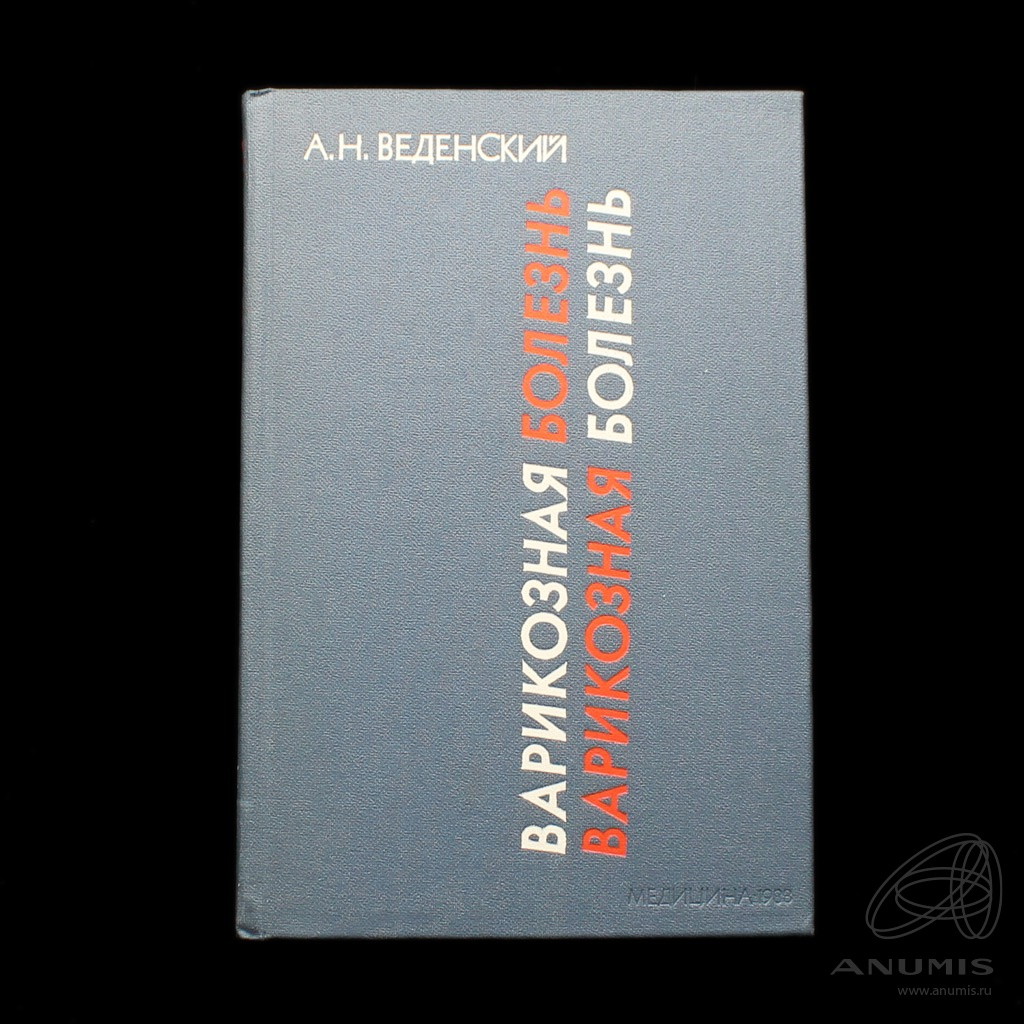 А.Н. ВЕДЕНСКИЙ
ВАРИКОЗНАЯ БОЛЕЗНЬ
ВАРИКОЗНАЯ БОЛЕЗНЬ
МЕДИЦИНА·1983
ANUMIS
www.anumis.ru